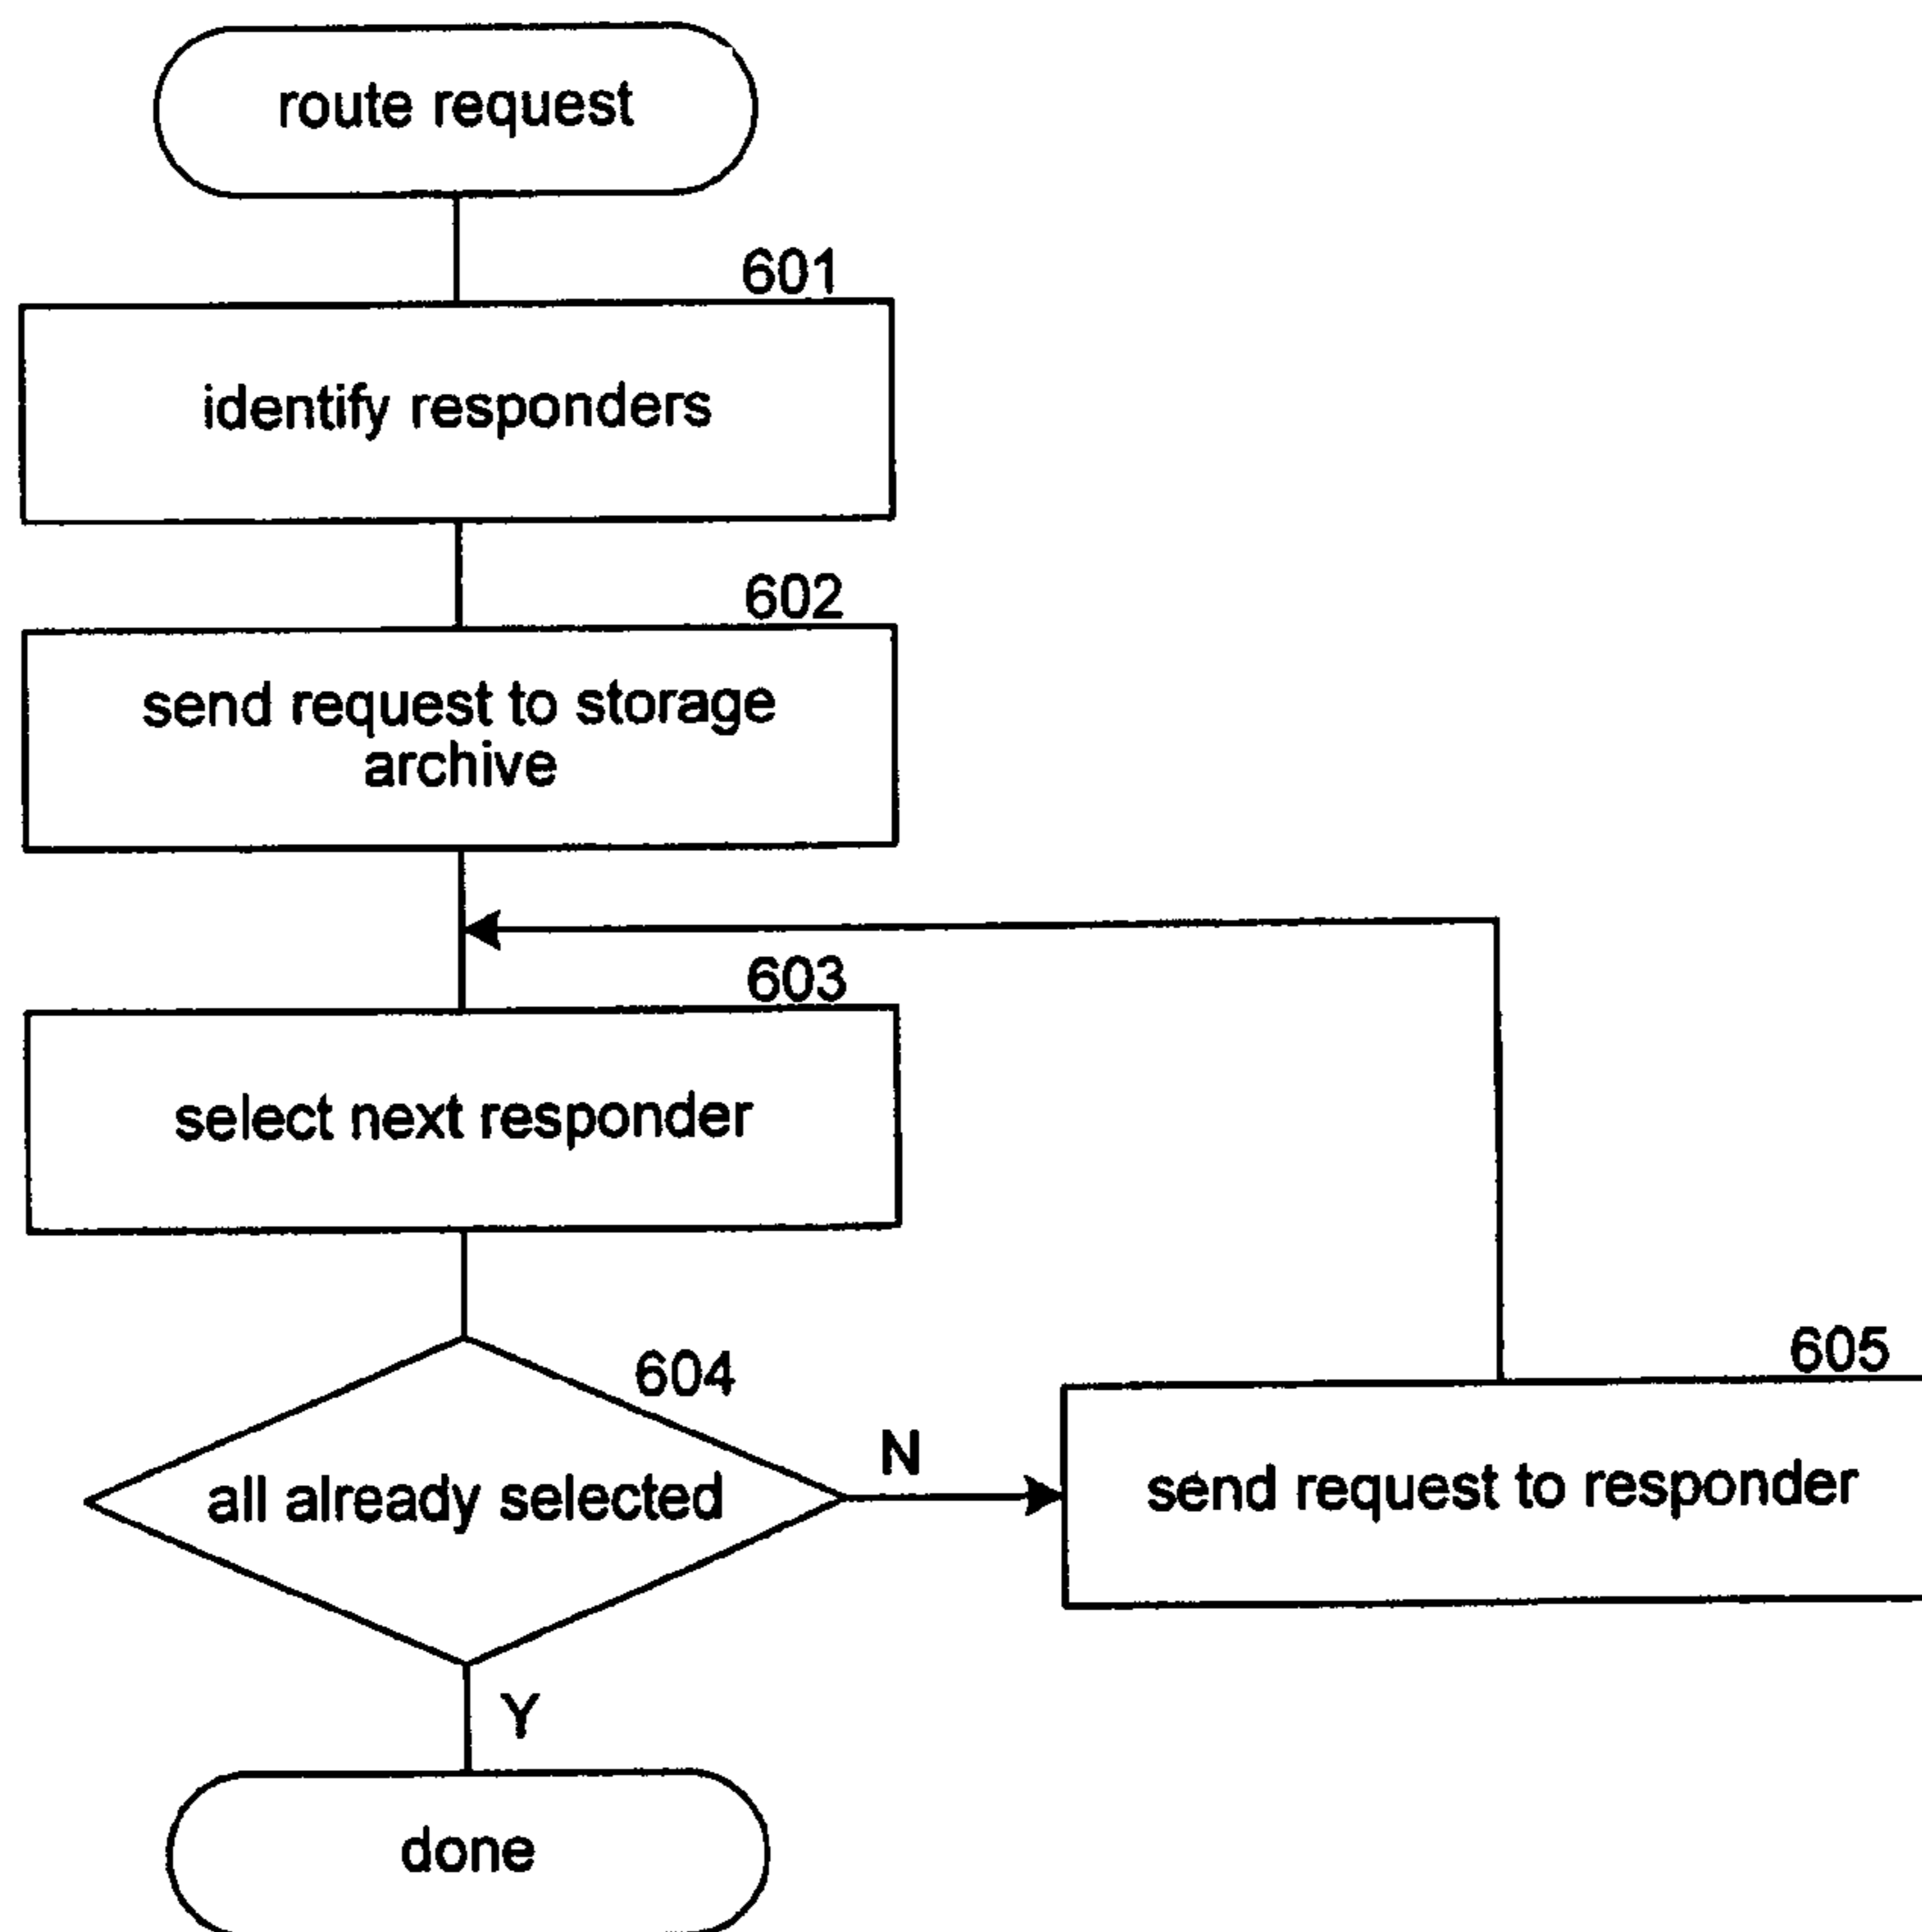 route request
601
identify responders
602
send request to storage
archive
603
select next responder
604
all already selected
N
605
send request to responder
Y
done